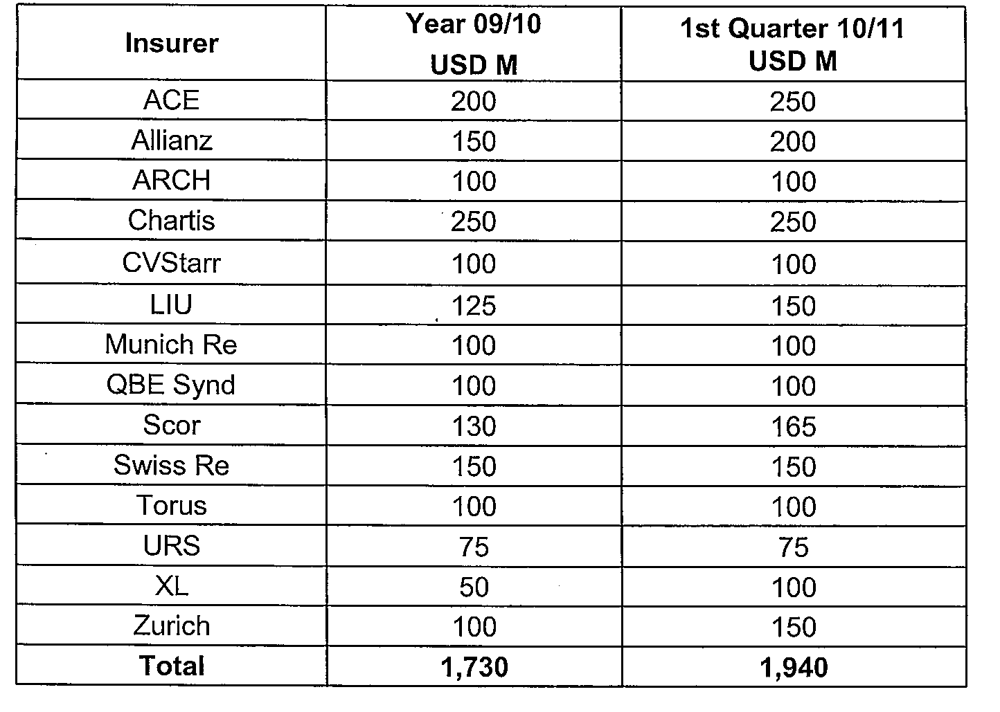 Insurer Year 09/10 USD M 1st Quarter 10/11 USD M
ACE 200 250
Allianz 150 200
ARCH 100 100
Chartis 250 250
CVStarr 100 100
LIU 125 150
Munich Re 100 100
QBE Synd 100 100
Scor 130 165
Swiss Re 150 150
Torus 100 100
URS 75 75
XL 50 100
Zurich 100 150
Total 1,730 1,940